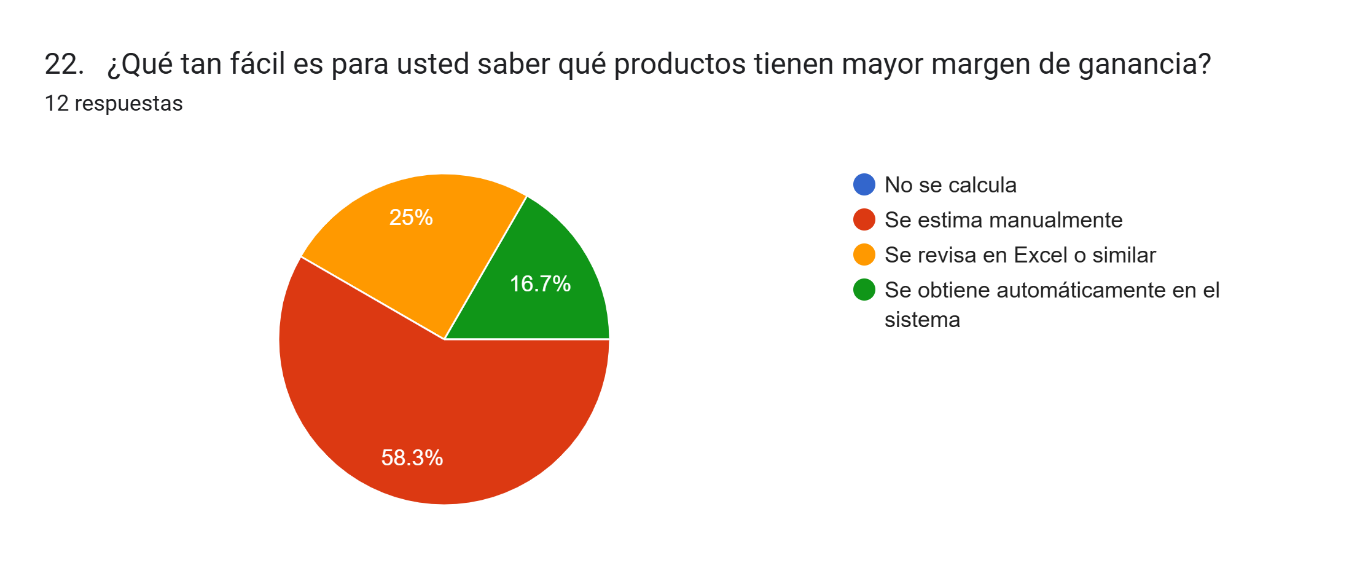 22. ¿Qué tan fácil es para usted saber qué productos tienen mayor margen de ganancia?
12 respuestas
25%
16.7%
58.3%
No se calcula
Se estima manualmente
Se revisa en Excel o similar
Se obtiene automáticamente en el
sistema